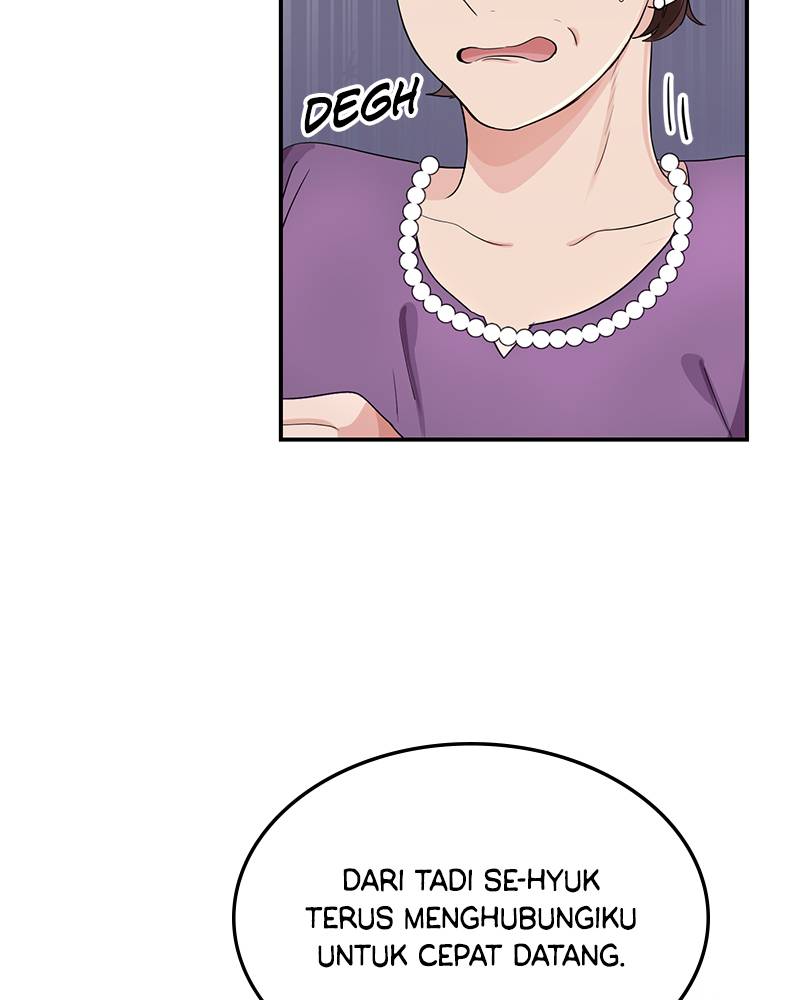 DEGH
DARI TADI SE-HYUK
TERUS MENGHUBUNGIKU
UNTUK CEPAT DATANG.